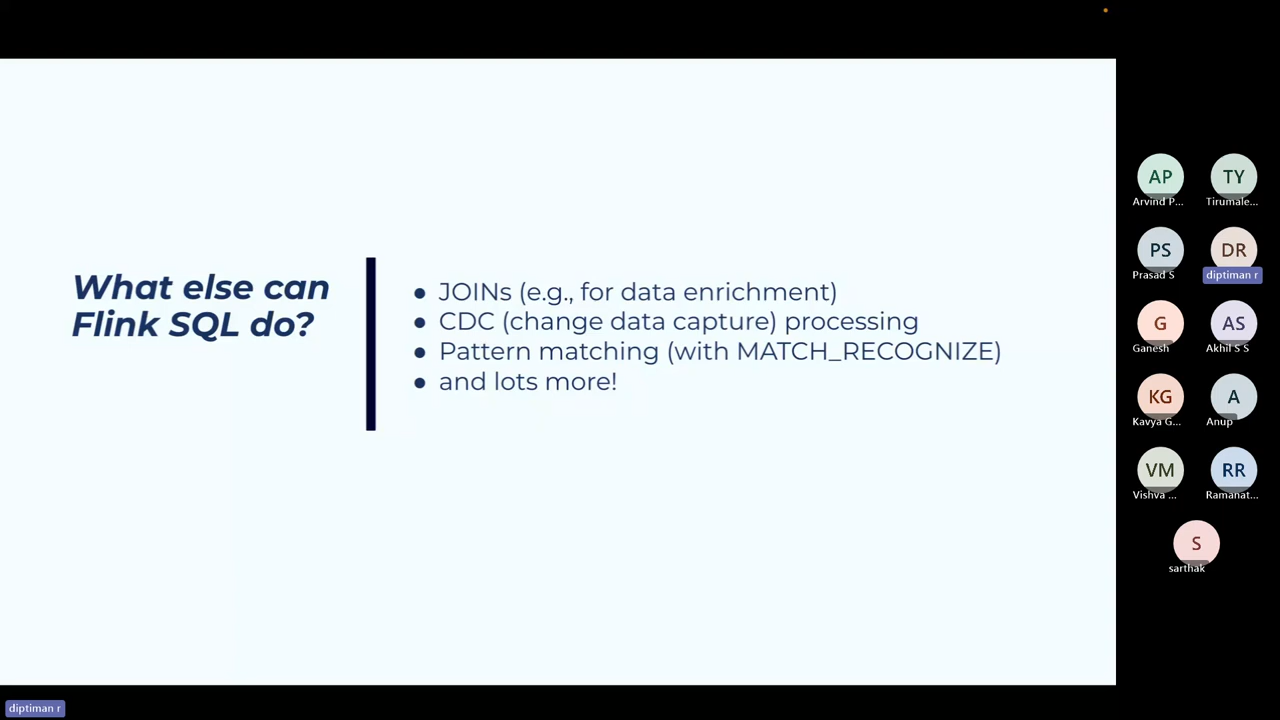 What else can
Flink SQL do?
● JOINs (e.g., for data enrichment)
● CDC (change data capture) processing
● Pattern matching (with MATCH_RECOGNIZE)
● and lots more!
AP
TY
Arvind P...
Tirumale...
PS
DR
Prasad S
diptiman r
G
AS
Ganesh
Akhil S S
KG
A
Kavya G...
Anup
VM
RR
Vishva ...
Ramanat...
S
sarthak
diptiman r